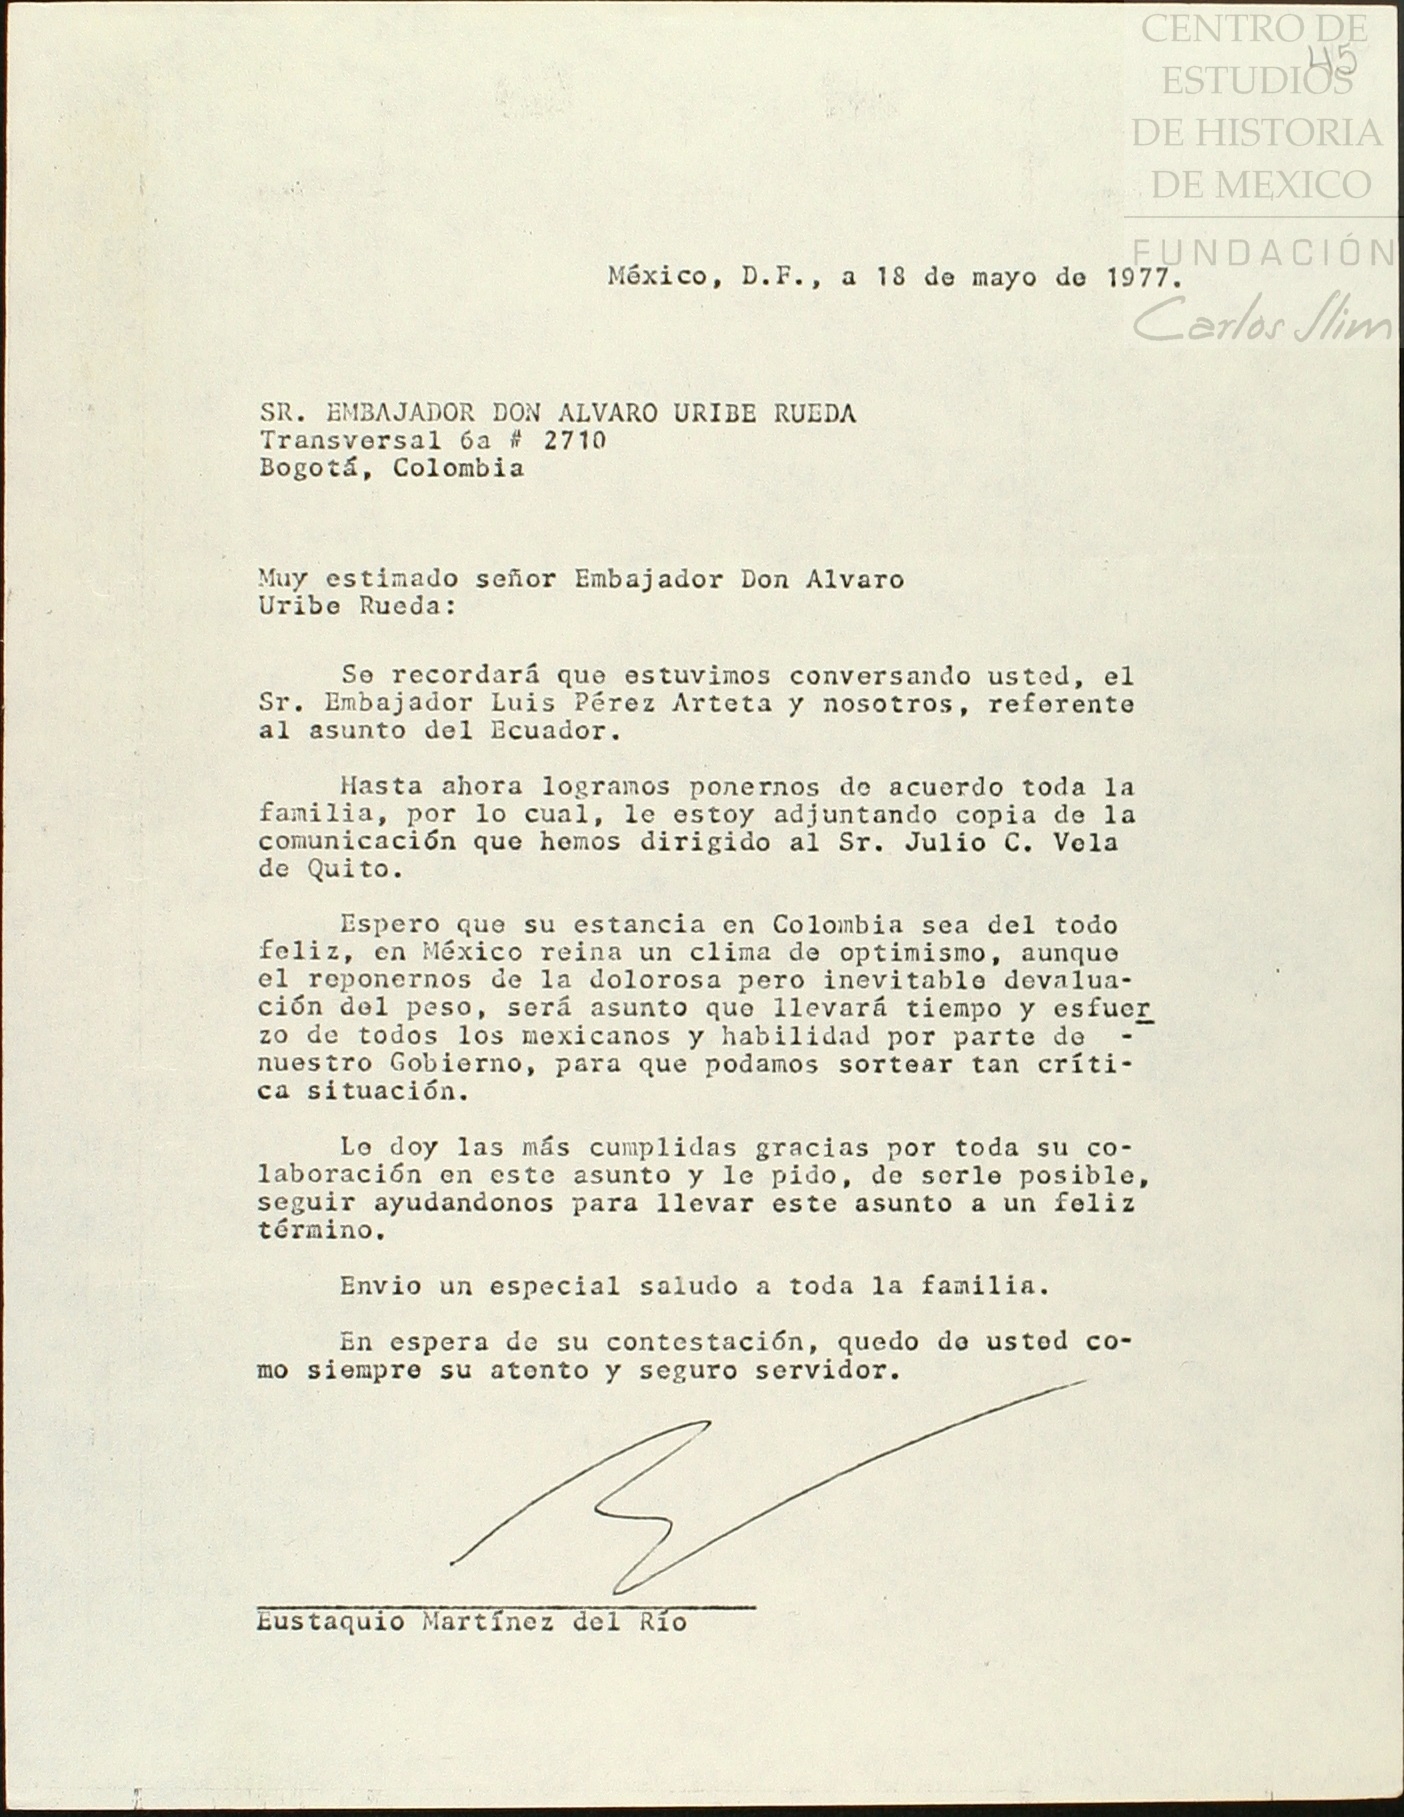 CENTRO DE
45
ESTUDIOS
DE HISTORIA
DE MEXICO
FUNDACIÓN
Carlos Slim
México, D.F., a 18 de mayo de 1977.
SR. EMBAJADOR DON ALVARO URIBE RUEDA
Transversal 6a # 2710
Bogotá, Colombia
Muy estimado señor Embajador Don Alvaro
Uribe Rueda:
Se recordará que estuvimos conversando usted, el
Sr. Embajador Luis Pérez Arteta y nosotros, referente
al asunto del Ecuador.
Hasta ahora logramos ponernos de acuerdo toda la
familia, por lo cual, le estoy adjuntando copia de la
comunicación que hemos dirigido al Sr. Julio C. Vela
de Quito.
Espero que su estancia en Colombia sea del todo
feliz, en México reina un clima de optimismo, aunque
el reponernos de la dolorosa pero inevitable devalua-
ción del peso, será asunto que llevará tiempo y esfuer
zo de todos los mexicanos y habilidad por parte de -
nuestro Gobierno, para que podamos sortear tan críti-
ca situación.
Le doy las más cumplidas gracias por toda su co-
laboración en este asunto y le pido, de serle posible,
seguir ayudandonos para llevar este asunto a un feliz
término.
Envio un especial saludo a toda la familia.
En espera de su contestación, quedo de usted co-
mo siempre su atento y seguro servidor.
Eustaquio Martínez del Río